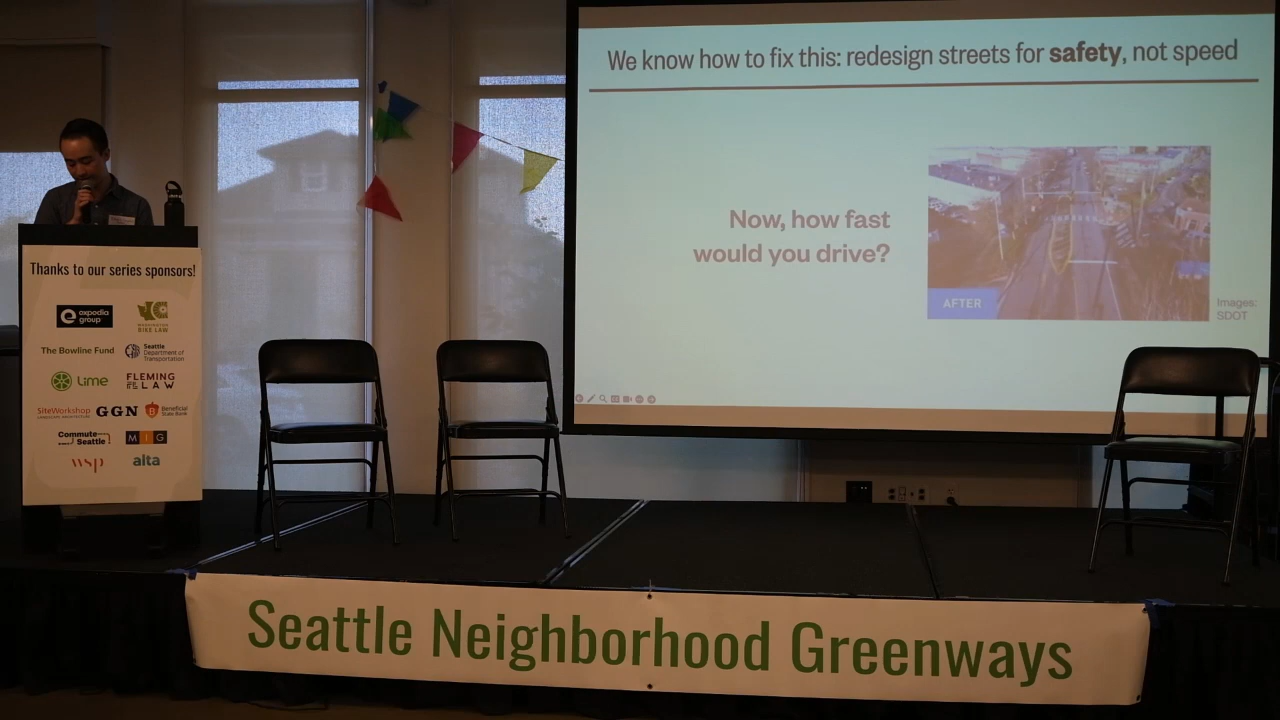 We know how to fix this: redesign streets for safety, not speed
Now, how fast
would you drive?
AFTER
Images:
SDOT
Thanks to our series sponsors!
expedia
group
WASHINGTON
BIKE LAW
The Bowline Fund
Seattle
Department of
Transportation
Lime
FLEMING
LAW
SiteWorkshop
LANDSCAPE ARCHITECTURE
GGN
Beneficial
State Bank
Commute
Seattle
MIG
wsp
alta
Seattle Neighborhood Greenways